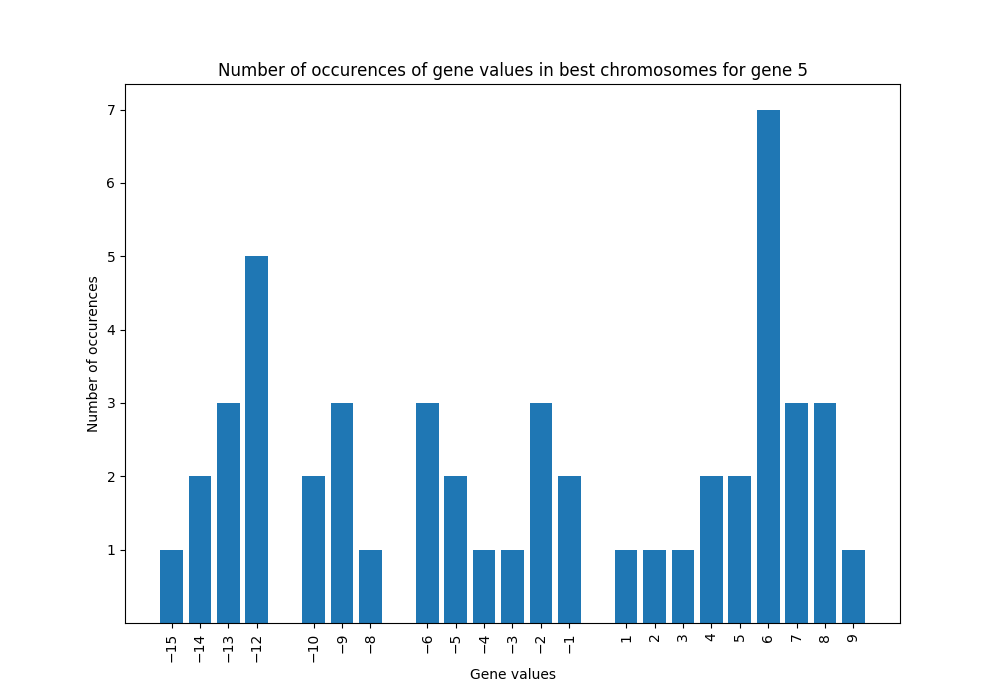 Number of occurences of gene values in best chromosomes for gene 5
7
6
5
4
3
2
1
Number of occurences
−15 −14 −13 −12 −10 −9 −8 −6 −5 −4 −3 −2 −1 1 2 3 4 5 6 7 8 9
Gene values